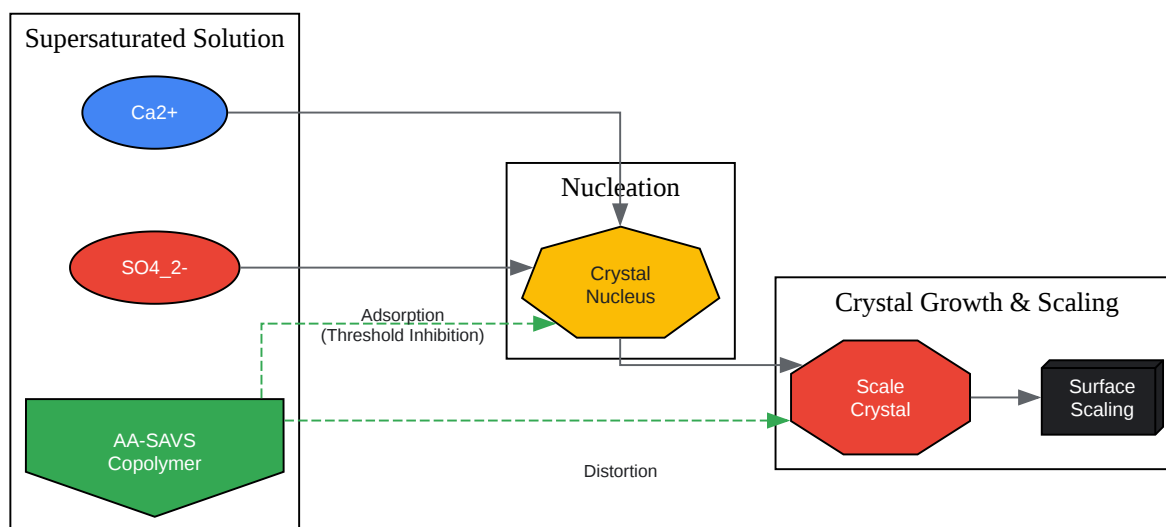 Supersaturated Solution
Ca2+
SO4_2-
AA-SAVS
Copolymer
Adsorption
(Threshold Inhibition)
Distortion
Nucleation
Crystal
Nucleus
Crystal Growth & Scaling
Scale
Crystal
Surface
Scaling